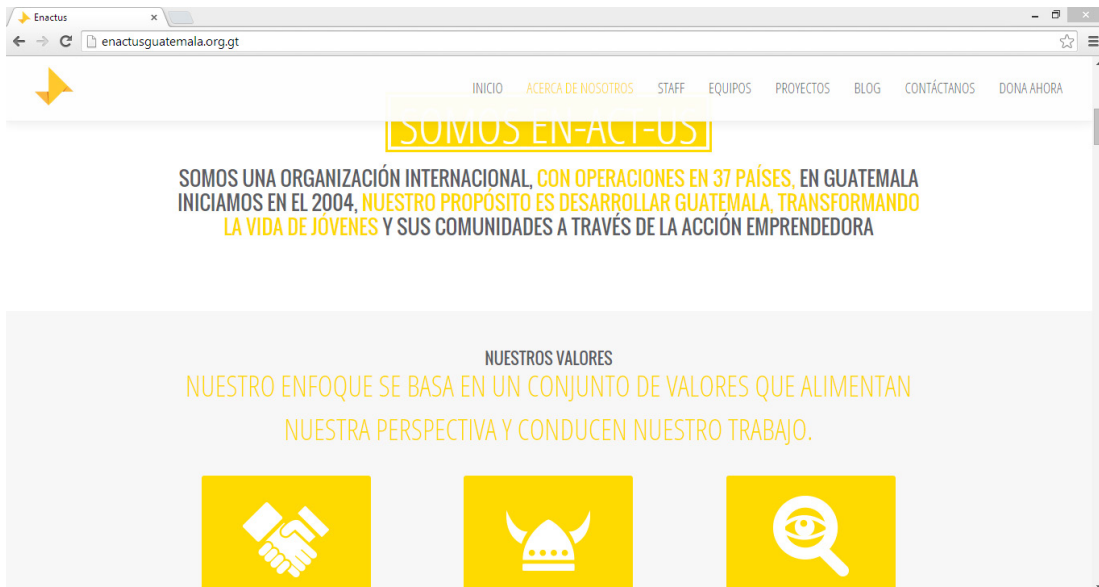 Enactus
enactusguatemala.org.gt
INICIO ACERCA DE NOSOTROS STAFF EQUIPOS PROYECTOS BLOG CONTÁCTANOS DONA AHORA
SOMOS EN-ACT-US
SOMOS UNA ORGANIZACIÓN INTERNACIONAL, CON OPERACIONES EN 37 PAÍSES, EN GUATEMALA
INICIAMOS EN EL 2004, NUESTRO PROPÓSITO ES DESARROLLAR GUATEMALA, TRANSFORMANDO
LA VIDA DE JÓVENES Y SUS COMUNIDADES A TRAVÉS DE LA ACCIÓN EMPRENDEDORA
NUESTROS VALORES
NUESTRO ENFOQUE SE BASA EN UN CONJUNTO DE VALORES QUE ALIMENTAN
NUESTRA PERSPECTIVA Y CONDUCEN NUESTRO TRABAJO.